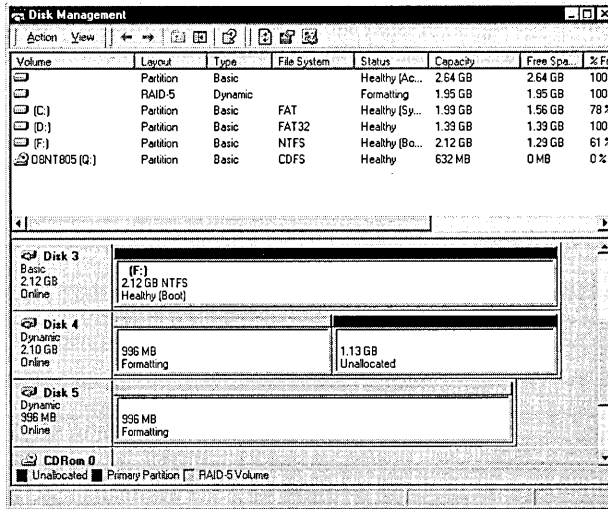 Disk Management
Action View
Volume Layout Type File System Status Capacity Free Spa... % Fr
Partition Basic Healthy (Ac... 2.64 GB 2.64 GB 100
RAID-5 Dynamic Formatting 1.95 GB 1.95 GB 100
(C:) Partition Basic FAT Healthy (Sy... 1.99 GB 1.56 GB 78 %
(D:) Partition Basic FAT32 Healthy 1.39 GB 1.39 GB 100
(F:) Partition Basic NTFS Healthy (Bo... 2.12 GB 1.29 GB 61 %
08NT805 (Q:) Partition Basic CDFS Healthy 632 MB 0 MB 0 %
Disk 3
Basic
2.12 GB
Online
(F:)
2.12 GB NTFS
Healthy (Boot)
Disk 4
Dynamic
2.10 GB
Online
996 MB
Formatting
1.13 GB
Unallocated
Disk 5
Dynamic
996 MB
Online
996 MB
Formatting
CDRom 0
Unallocated Primary Partition RAID-5 Volume